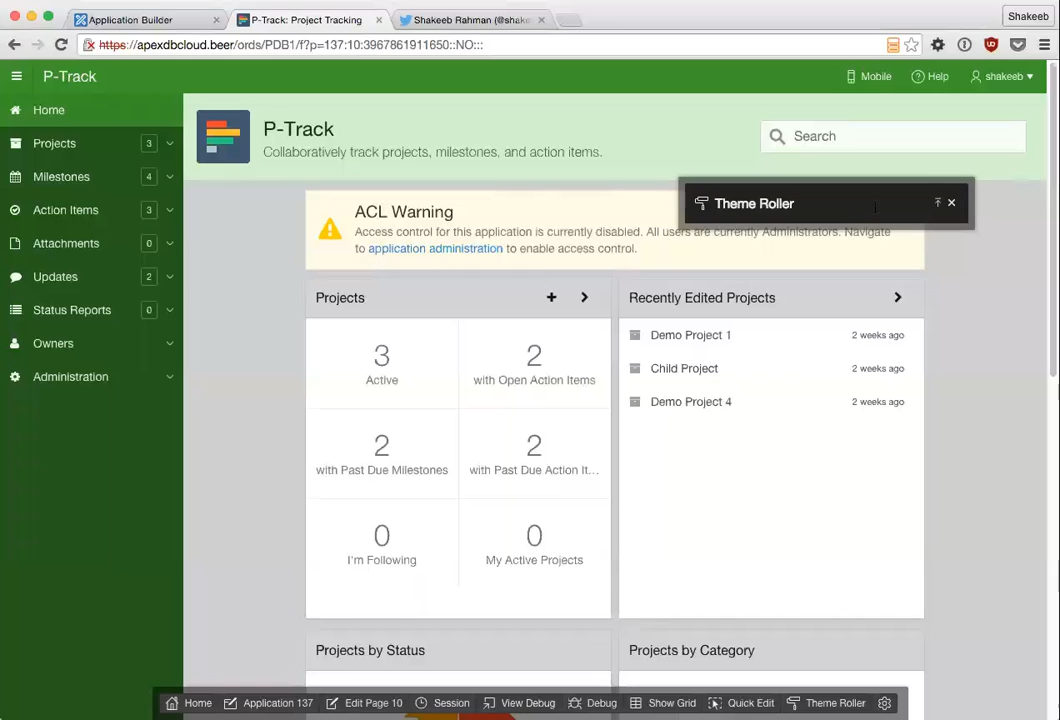 Application Builder
P-Track: Project Tracking
Shakeeb Rahman (@shake
Shakeeb
https://apexdbcloud.beer/ords/PDB1/f?p=137:10:3967861911650::NO:::
P-Track
Mobile
Help
shakeeb
Home
Projects 3
Milestones 4
Action Items 3
Attachments 0
Updates 2
Status Reports 0
Owners
Administration
P-Track
Collaboratively track projects, milestones, and action items.
Search
Theme Roller
ACL Warning
Access control for this application is currently disabled. All users are currently Administrators. Navigate
to application administration to enable access control.
Projects
3
Active
2
with Open Action Items
2
with Past Due Milestones
2
with Past Due Action It...
0
I'm Following
0
My Active Projects
Recently Edited Projects
Demo Project 1 2 weeks ago
Child Project 2 weeks ago
Demo Project 4 2 weeks ago
Projects by Status
Projects by Category
Home
Application 137
Edit Page 10
Session
View Debug
Debug
Show Grid
Quick Edit
Theme Roller